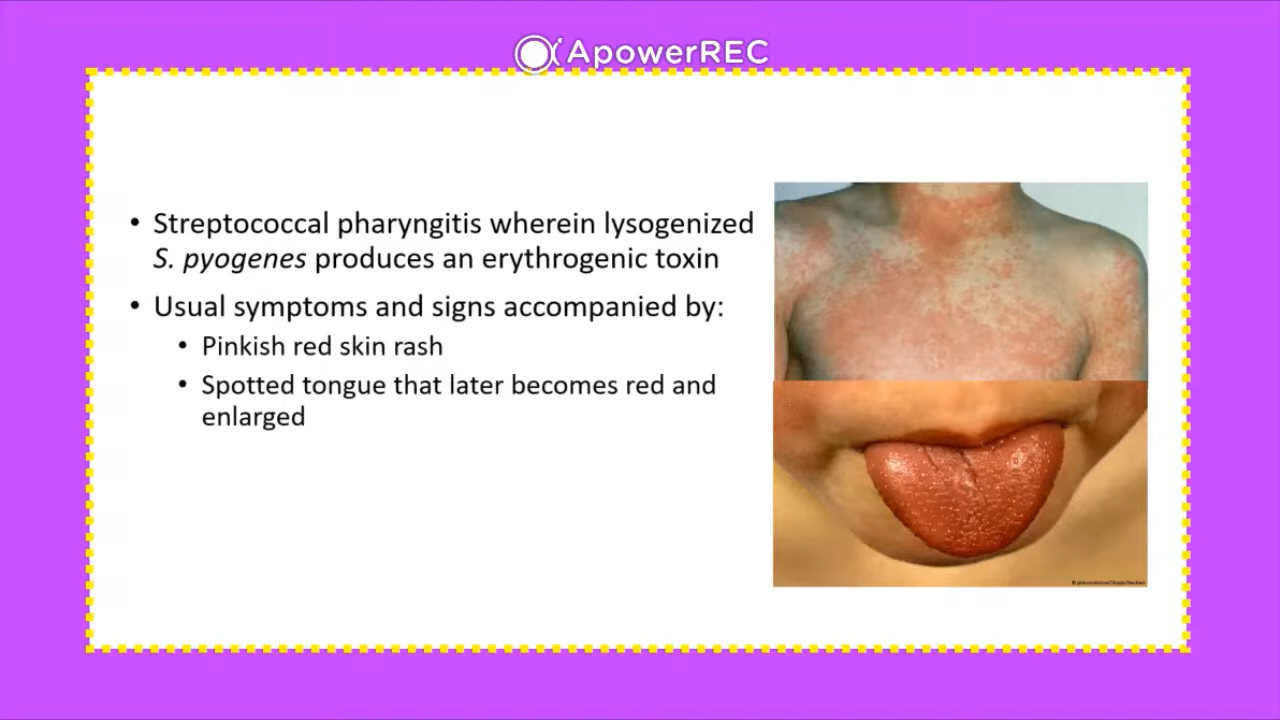 ApowerREC
• Streptococcal pharyngitis wherein lysogenized
S. pyogenes produces an erythrogenic toxin
• Usual symptoms and signs accompanied by:
• Pinkish red skin rash
• Spotted tongue that later becomes red and
enlarged